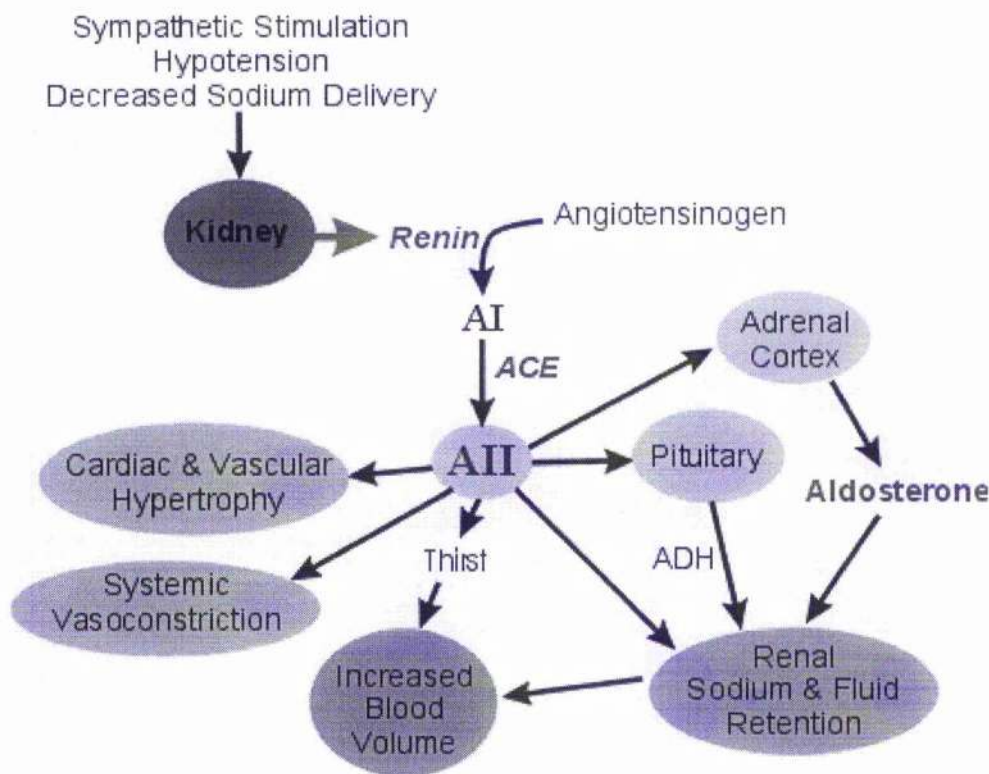 Sympathetic Stimulation
Hypotension
Decreased Sodium Delivery
Kidney
Renin
Angiotensinogen
AI
ACE
Adrenal
Cortex
AII
Pituitary
Cardiac & Vascular
Hypertrophy
Aldosterone
Thirst
ADH
Systemic
Vasoconstriction
Increased
Blood
Volume
Renal
Sodium & Fluid
Retention